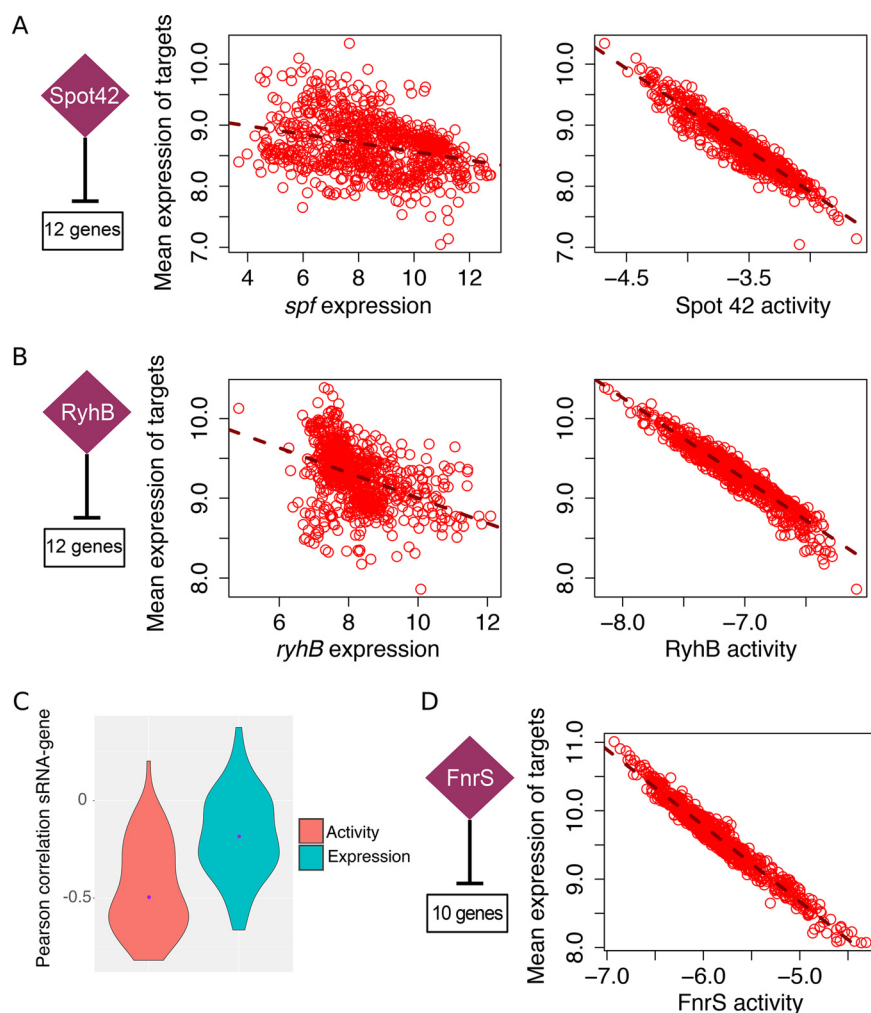 A
Spot42
12 genes
Mean expression of targets
10.0
9.0
8.0
7.0
4 6 8 10 12
spf expression
10.0
9.0
8.0
7.0
−4.5 −3.5
Spot 42 activity
B
RyhB
12 genes
Mean expression of targets
10.0
9.0
8.0
6 8 10 12
ryhB expression
10.0
9.0
8.0
−8.0 −7.0
RyhB activity
C
Pearson correlation sRNA-gene
0
-0.5
Activity
Expression
D
FnrS
10 genes
Mean expression of targets
11.0
10.0
9.0
8.0
−7.0 −6.0 −5.0
FnrS activity